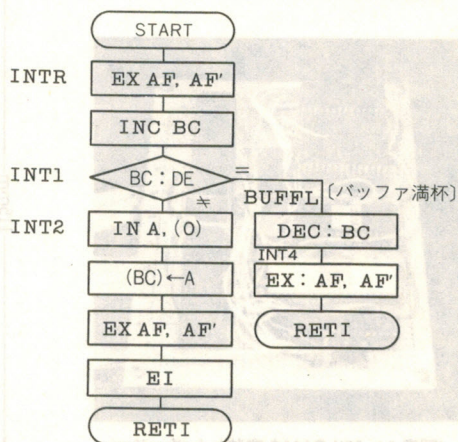 START
INTR
EX AF, AF'
INC BC
INT1
BC : DE
=
≠
BUFFL
〔バッファ満杯〕
INT2
IN A, (0)
DEC : BC
(BC)←A
INT4
EX : AF, AF'
EX AF, AF'
RETI
EI
RETI